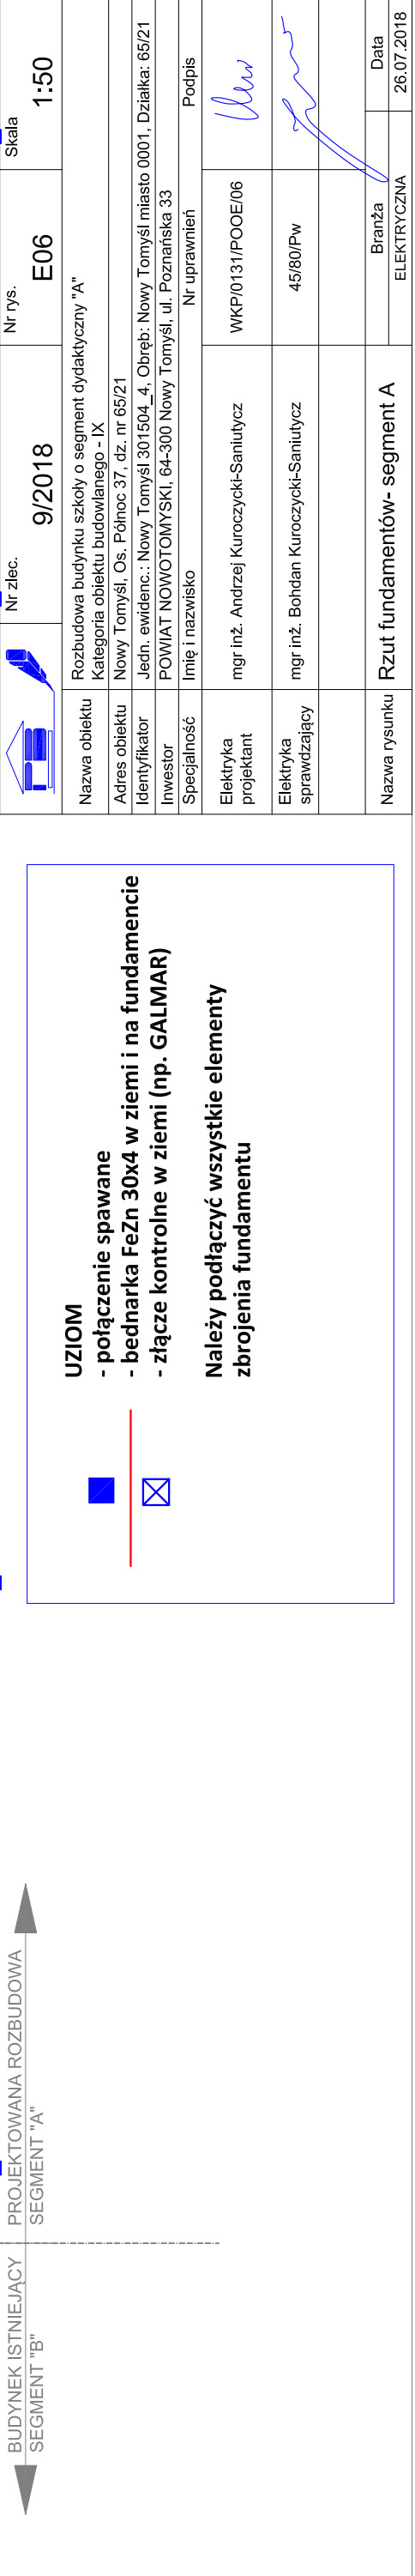 BUDYNEK ISTNIEJĄCY
SEGMENT "B"
PROJEKTOWANA ROZBUDOWA
SEGMENT "A"
UZIOM
- połączenie spawane
- bednarka FeZn 30x4 w ziemi i na fundamencie
- złącze kontrolne w ziemi (np. GALMAR)
Należy podłączyć wszystkie elementy
zbrojenia fundamentu
Nr zlec.
9/2018
Nr rys.
E06
Skala
1:50
Nazwa obiektu
Rozbudowa budynku szkoły o segment dydaktyczny "A"
Kategoria obiektu budowlanego - IX
Adres obiektu Nowy Tomyśl, Os. Północ 37, dz. nr 65/21
Identyfikator Jedn. ewidenc.: Nowy Tomyśl 301504_4, Obręb: Nowy Tomyśl miasto 0001, Działka: 65/21
Inwestor POWIAT NOWOTOMYSKI, 64-300 Nowy Tomyśl, ul. Poznańska 33
Specjalność Imię i nazwisko Nr uprawnień Podpis
Elektryka
projektant
mgr inż. Andrzej Kuroczycki-Saniutycz WKP/0131/POOE/06
Elektryka
sprawdzający
mgr inż. Bohdan Kuroczycki-Saniutycz 45/80/Pw
Nazwa rysunku Rzut fundamentów- segment A
Branża
ELEKTRYCZNA
Data
26.07.2018